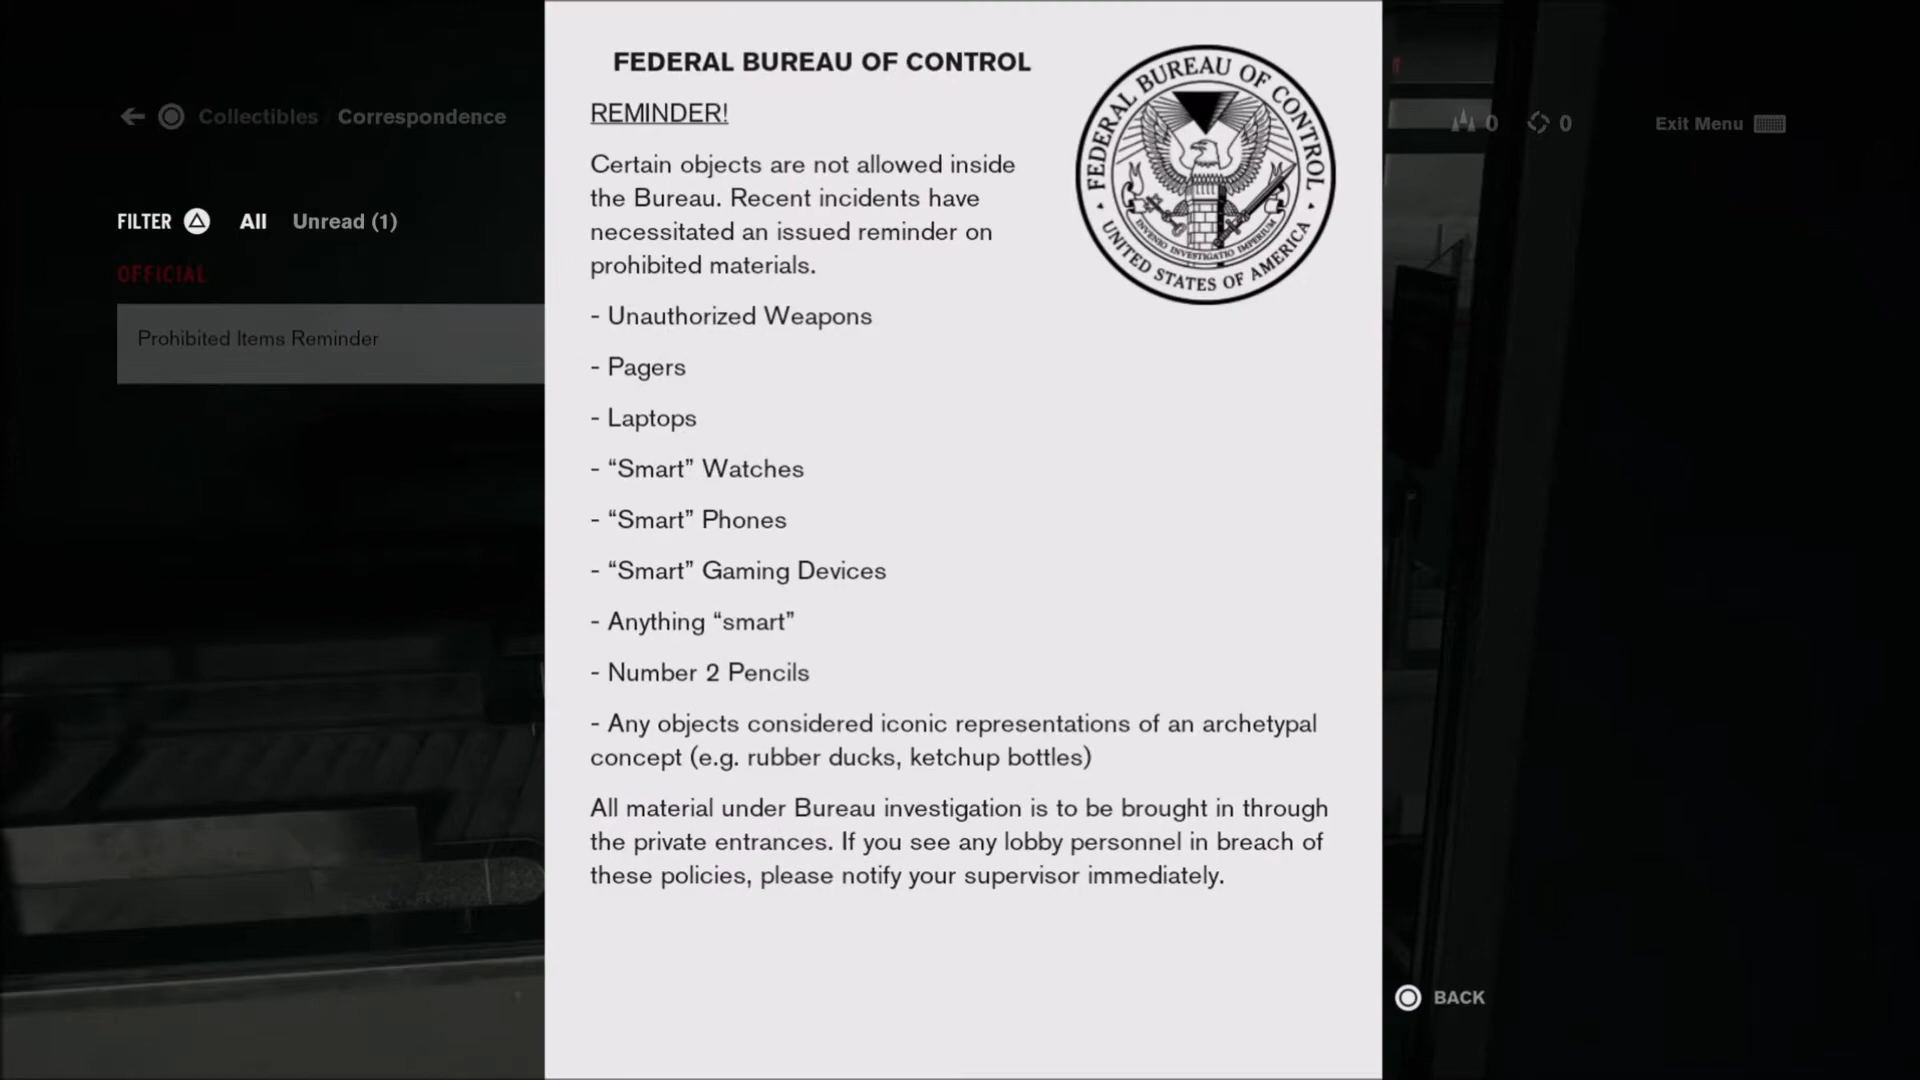 FEDERAL BUREAU OF CONTROL
REMINDER!
Certain objects are not allowed inside
the Bureau. Recent incidents have
necessitated an issued reminder on
prohibited materials.
- Unauthorized Weapons
- Pagers
- Laptops
- “Smart” Watches
- “Smart” Phones
- “Smart” Gaming Devices
- Anything “smart”
- Number 2 Pencils
- Any objects considered iconic representations of an archetypal
concept (e.g. rubber ducks, ketchup bottles)
All material under Bureau investigation is to be brought in through
the private entrances. If you see any lobby personnel in breach of
these policies, please notify your supervisor immediately.
FEDERAL BUREAU OF CONTROL
UNITED STATES OF AMERICA
INVENIO INVESTIGATIO IMPERIUM
Collectibles Correspondence
FILTER All Unread (1)
OFFICIAL
Prohibited Items Reminder
0 0 Exit Menu
BACK